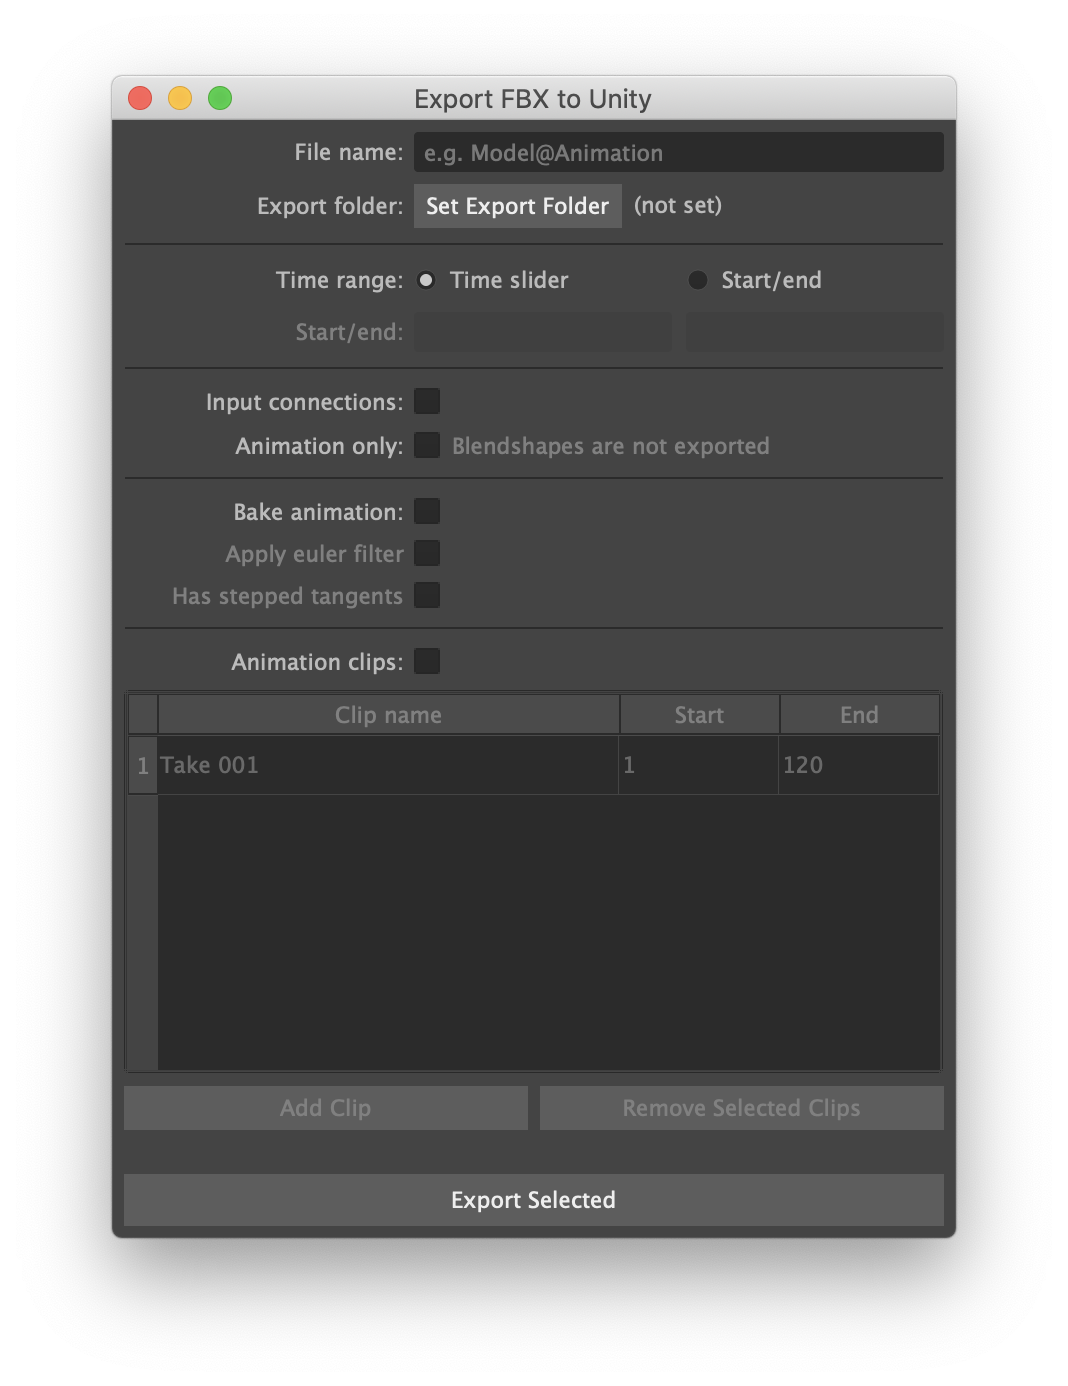 Export FBX to Unity
File name: e.g. Model@Animation
Export folder: Set Export Folder (not set)
Time range: Time slider Start/end
Start/end:
Input connections:
Animation only: Blendshapes are not exported
Bake animation:
Apply euler filter
Has stepped tangents
Animation clips:
Clip name Start End
1 Take 001 1 120
Add Clip Remove Selected Clips
Export Selected